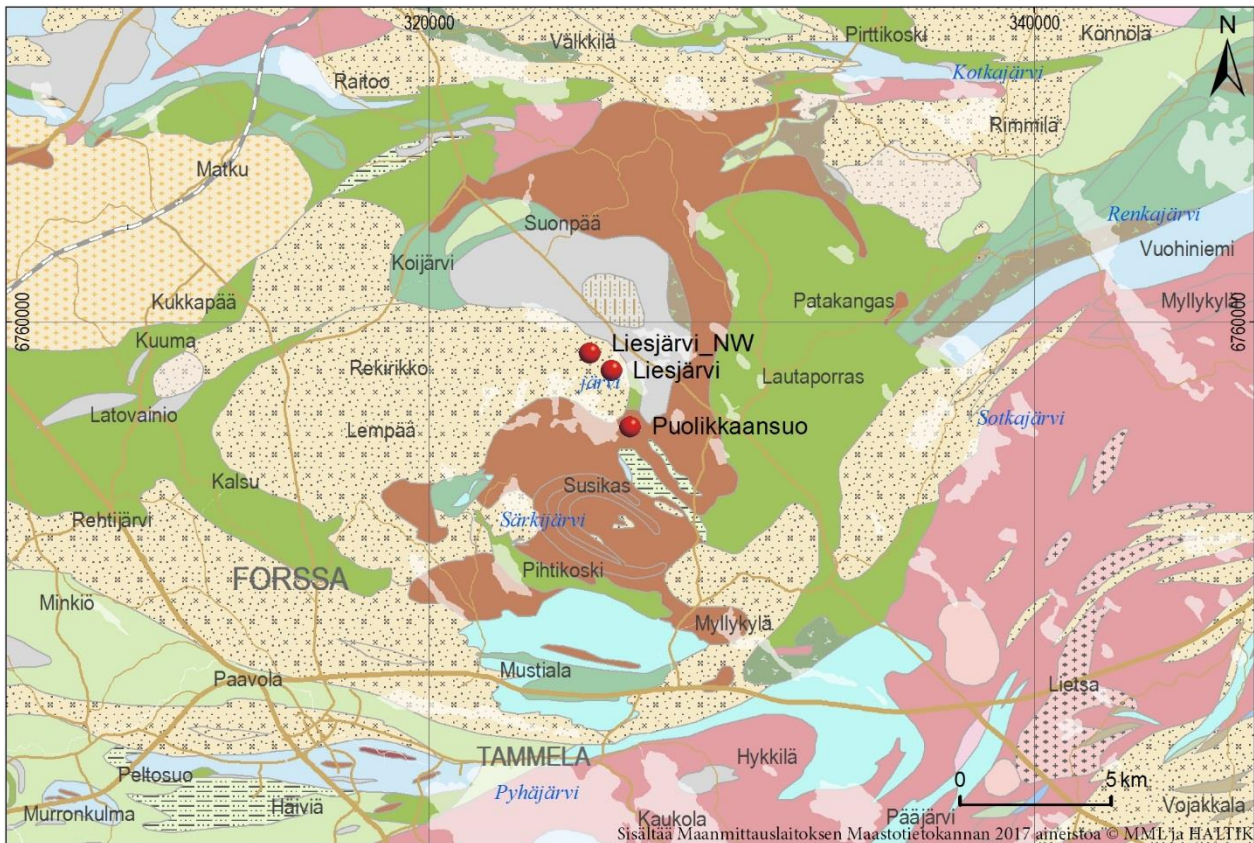 320000
340000
N
Välkkilä
Pirttikoski
Könnölä
Raitoo
Kotkajärvi
Rimmilä
Matku
Suonpää
Renkajärvi
Koijärvi
Vuohiniemi
Kukkapää
Patakangas
Myllykylä
6760000
6760000
Kuuma
Liesjärvi_NW
Rekirikko
Liesjärvi
järvi
Lautaporras
Latovainio
Lempää
Puolikkaansuo
Sotkajärvi
Kalsu
Susikas
Rehtijärvi
Särkijärvi
FORSSA
Pihtikoski
Minkiö
Myllykylä
Mustiala
Paavola
Lietsa
TAMMELA
Hykkilä
Peltosuo
Pyhäjärvi
0 5 km
Murronkulma
Häiviä
Kaukola
Pääjärvi
Vojakkala
Sisältää Maanmittauslaitoksen Maastotietokannan 2017 aineistoa © MML ja HALTIK